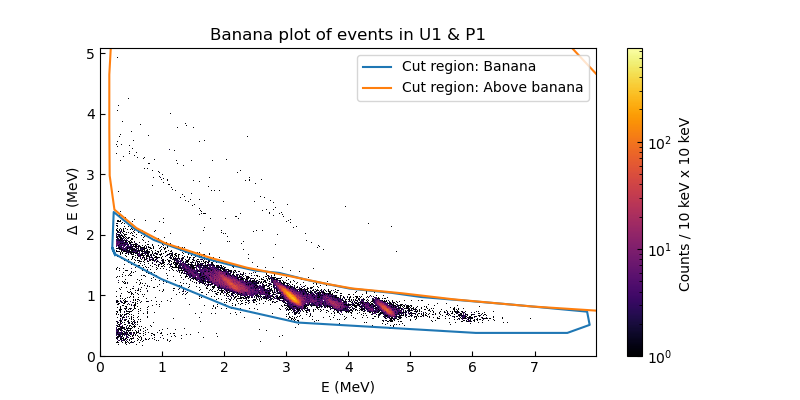 Banana plot of events in U1 & P1
Cut region: Banana
Cut region: Above banana
5
4
3
2
1
0
Δ E (MeV)
0 1 2 3 4 5 6 7
E (MeV)
10²
10¹
10⁰
Counts / 10 keV x 10 keV